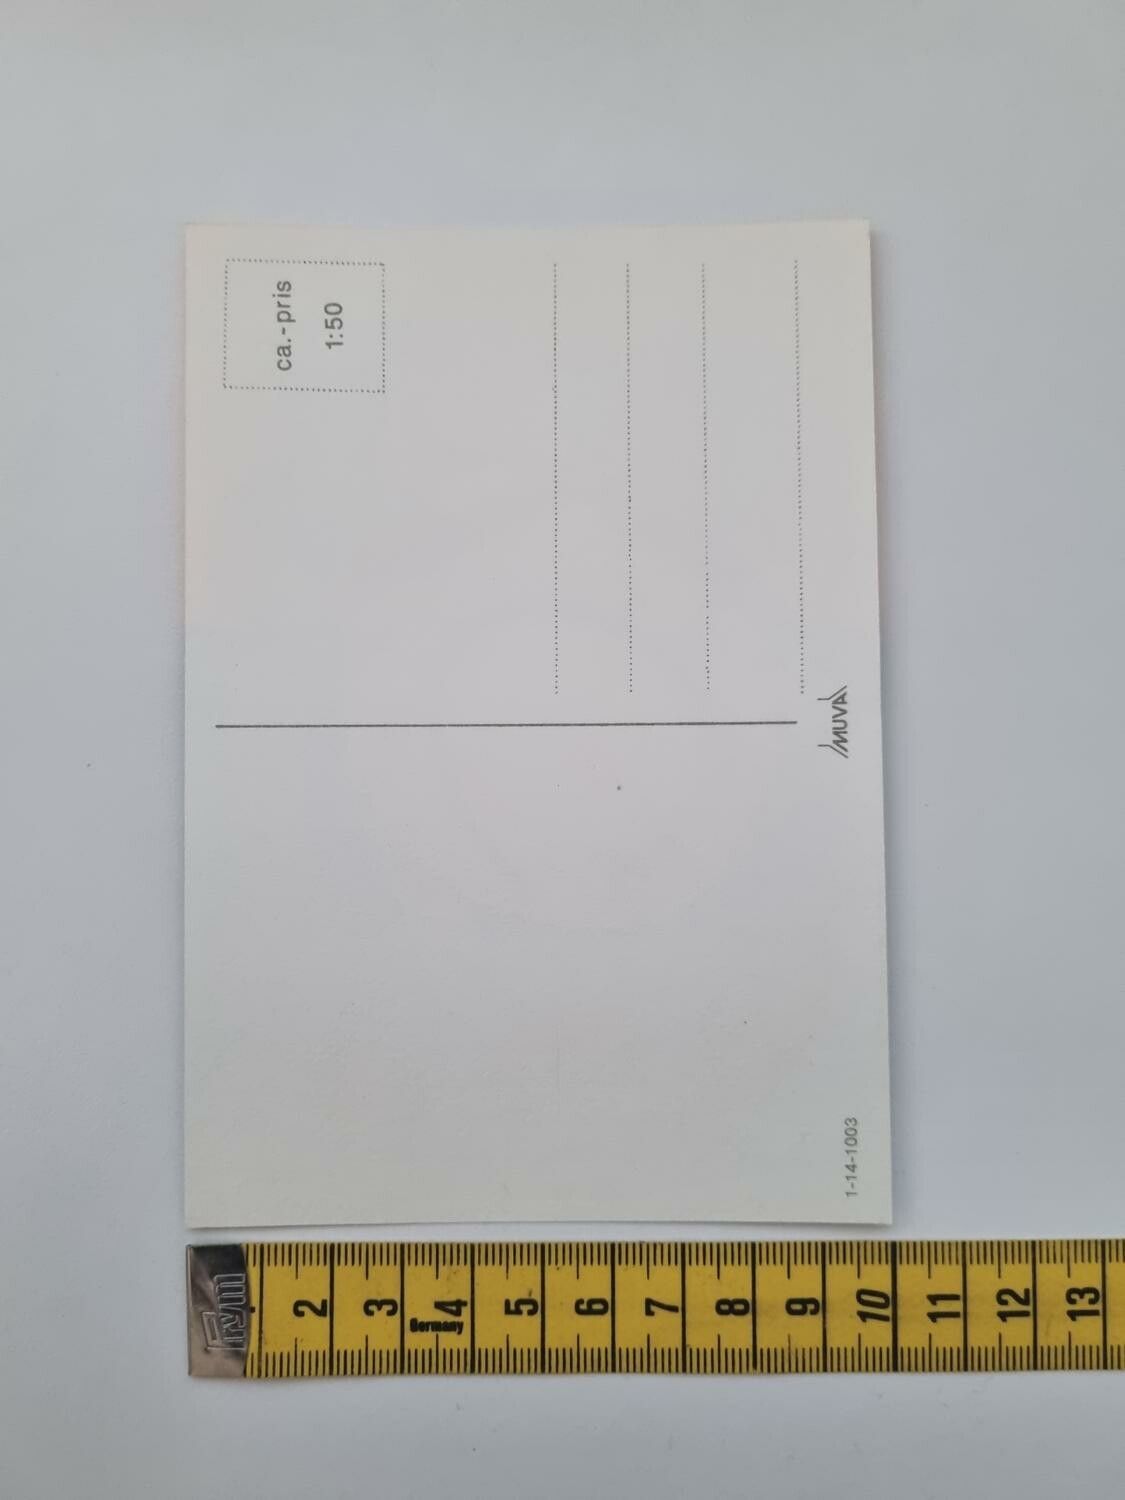 ca.-pris
1:50
MUVA
1-14-1003
Fym
Germany
2 3 4 5 6 7 8 9 10 11 12 13